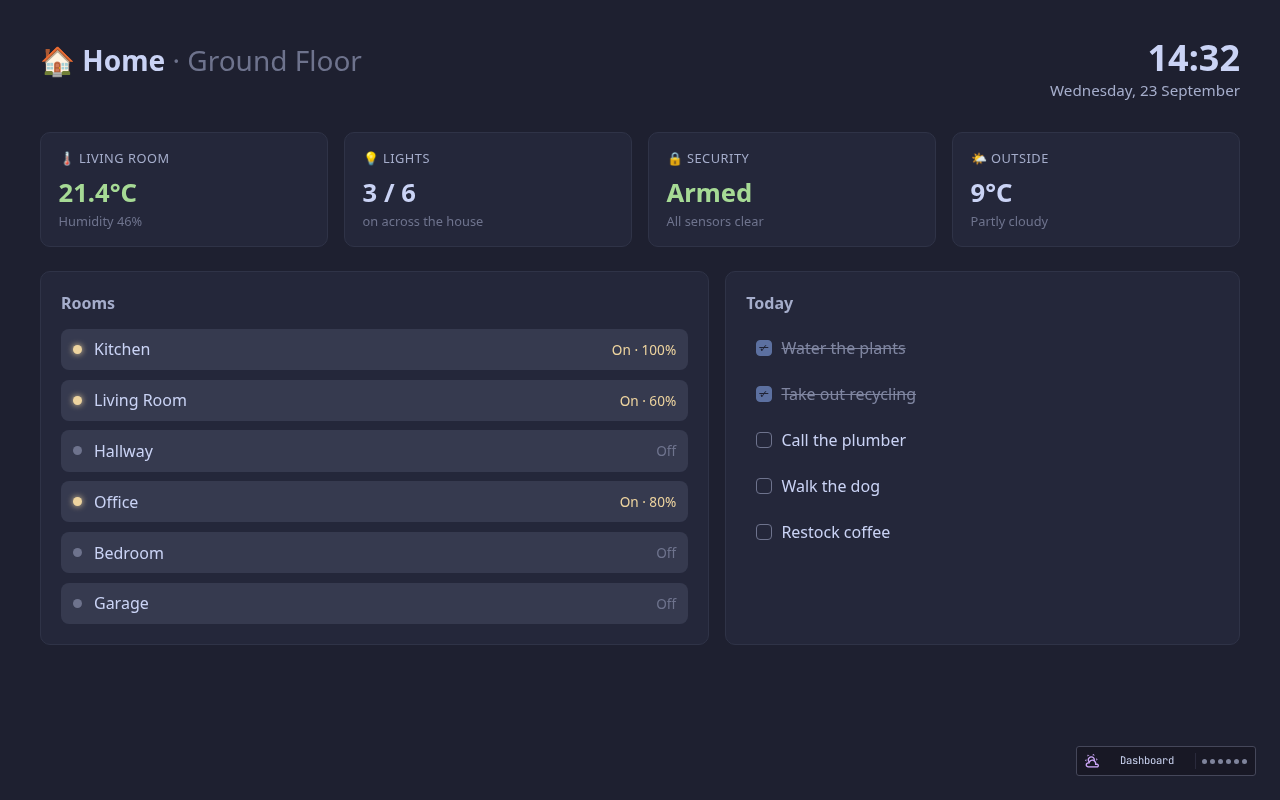 🏠 Home · Ground Floor
14:32
Wednesday, 23 September
🌡️ LIVING ROOM
21.4°C
Humidity 46%
💡 LIGHTS
3 / 6
on across the house
🔒 SECURITY
Armed
All sensors clear
🌤️ OUTSIDE
9°C
Partly cloudy
Rooms
Kitchen On · 100%
Living Room On · 60%
Hallway Off
Office On · 80%
Bedroom Off
Garage Off
Today
Water the plants
Take out recycling
Call the plumber
Walk the dog
Restock coffee
Dashboard